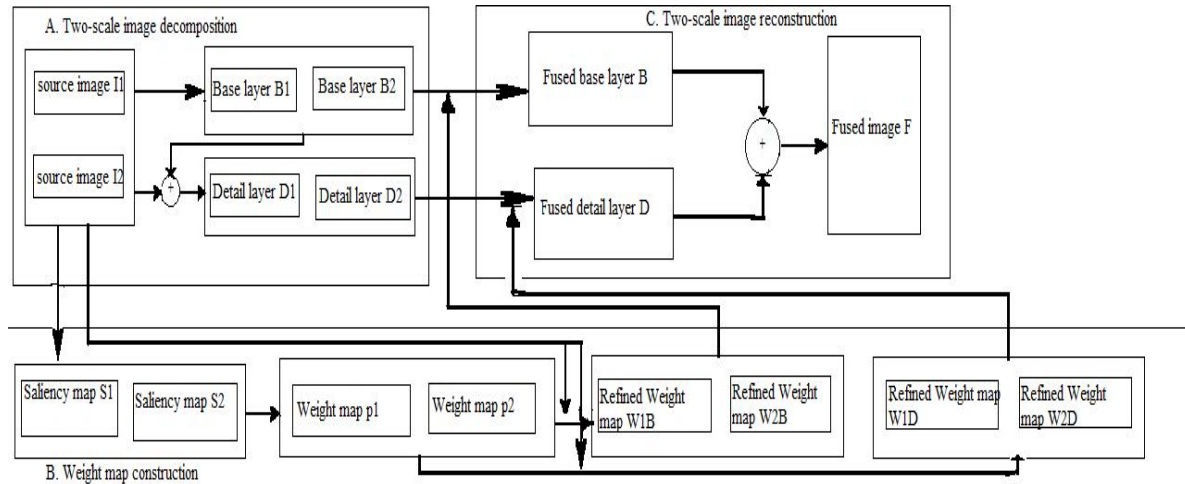 A. Two-scale image decomposition
source image I1
source image I2
Base layer B1
Base layer B2
+
Detail layer D1
Detail layer D2
C. Two-scale image reconstruction
Fused base layer B
Fused detail layer D
+
Fused image F
Saliency map S1
Saliency map S2
Weight map p1
Weight map p2
Refined Weight
map W1B
Refined Weight
map W2B
Refined Weight map
W1D
Refined Weight
map W2D
B. Weight map construction